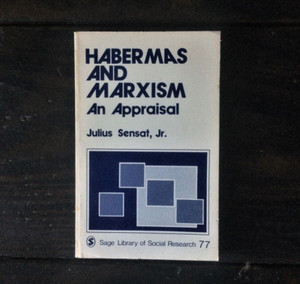 HABERMAS
AND
MARXISM
An Appraisal
Julius Sensat, Jr.
S Sage Library of Social Research 77